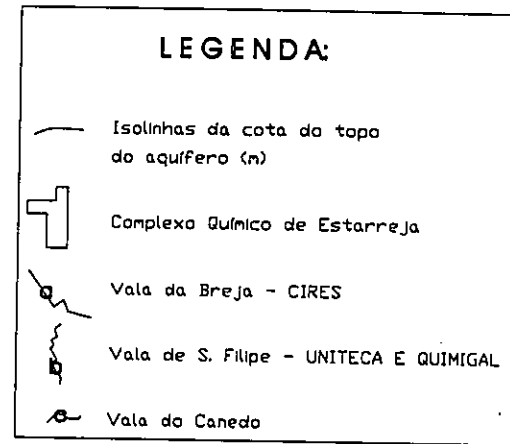 LEGENDA:
Isolinhas da cota do topo
do aquífero (m)
Complexo Químico de Estarreja
Vala da Breja - CIRES
Vala de S. Filipe - UNITECA E QUIMIGAL
Vala do Canedo